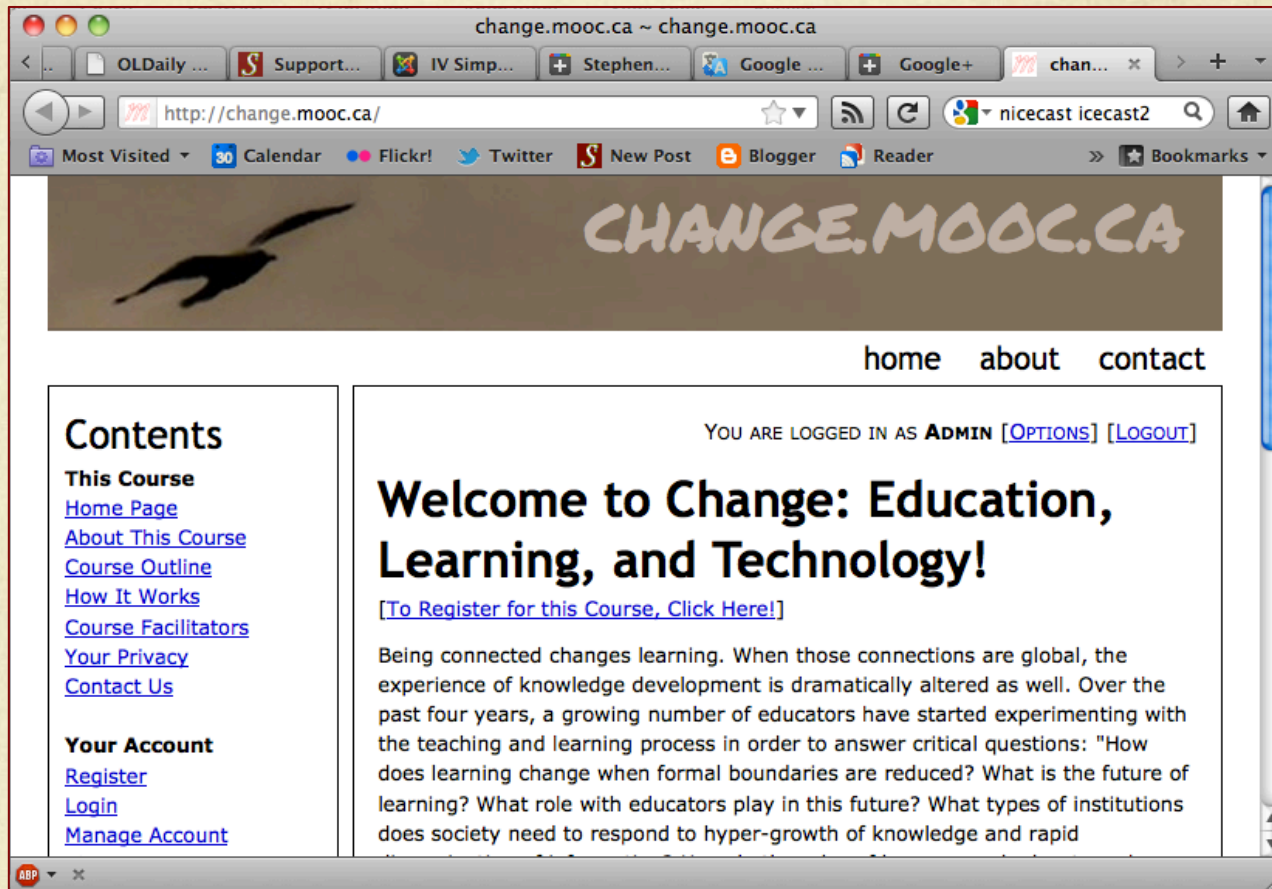 change.mooc.ca ~ change.mooc.ca
.. OLDaily ... Support... IV Simp... Stephen... Google ... Google+ chan...
http://change.mooc.ca/ nicecast icecast2
Most Visited 30 Calendar Flickr! Twitter New Post Blogger Reader » Bookmarks
CHANGE.MOOC.CA
home about contact
Contents
This Course
Home Page
About This Course
Course Outline
How It Works
Course Facilitators
Your Privacy
Contact Us
Your Account
Register
Login
Manage Account
YOU ARE LOGGED IN AS ADMIN [OPTIONS] [LOGOUT]
Welcome to Change: Education,
Learning, and Technology!
[To Register for this Course, Click Here!]
Being connected changes learning. When those connections are global, the
experience of knowledge development is dramatically altered as well. Over the
past four years, a growing number of educators have started experimenting with
the teaching and learning process in order to answer critical questions: "How
does learning change when formal boundaries are reduced? What is the future of
learning? What role with educators play in this future? What types of institutions
does society need to respond to hyper-growth of knowledge and rapid
ABP